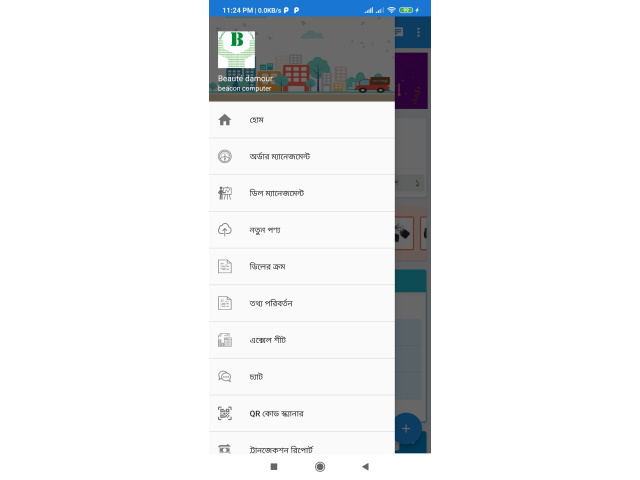 11:24 PM | 0.0KB/s
B
Beaute damour
beacon computer
হোম
অর্ডার ম্যানেজমেন্ট
ডিল ম্যানেজমেন্ট
নতুন পণ্য
ডিলের ক্রম
তথ্য পরিবর্তন
এক্সেল শীট
চ্যাট
QR কোড স্ক্যানার
ট্রানজেকশন রিপোর্ট